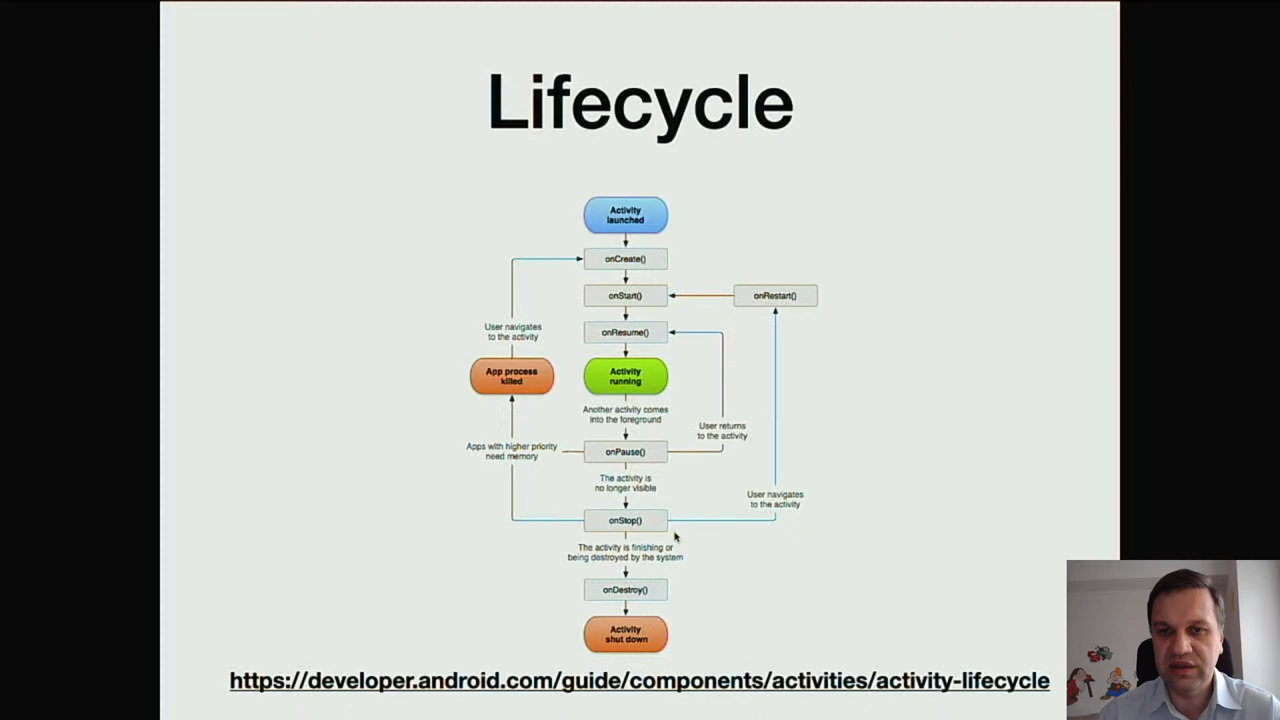 Lifecycle
Activity
launched
onCreate()
onStart()
onRestart()
onResume()
User navigates
to the activity
App process
killed
Activity
running
Another activity comes
into the foreground
User returns
to the activity
Apps with higher priority
need memory
onPause()
The activity is
no longer visible
User navigates
to the activity
onStop()
The activity is finishing or
being destroyed by the system
onDestroy()
Activity
shut down
https://developer.android.com/guide/components/activities/activity-lifecycle